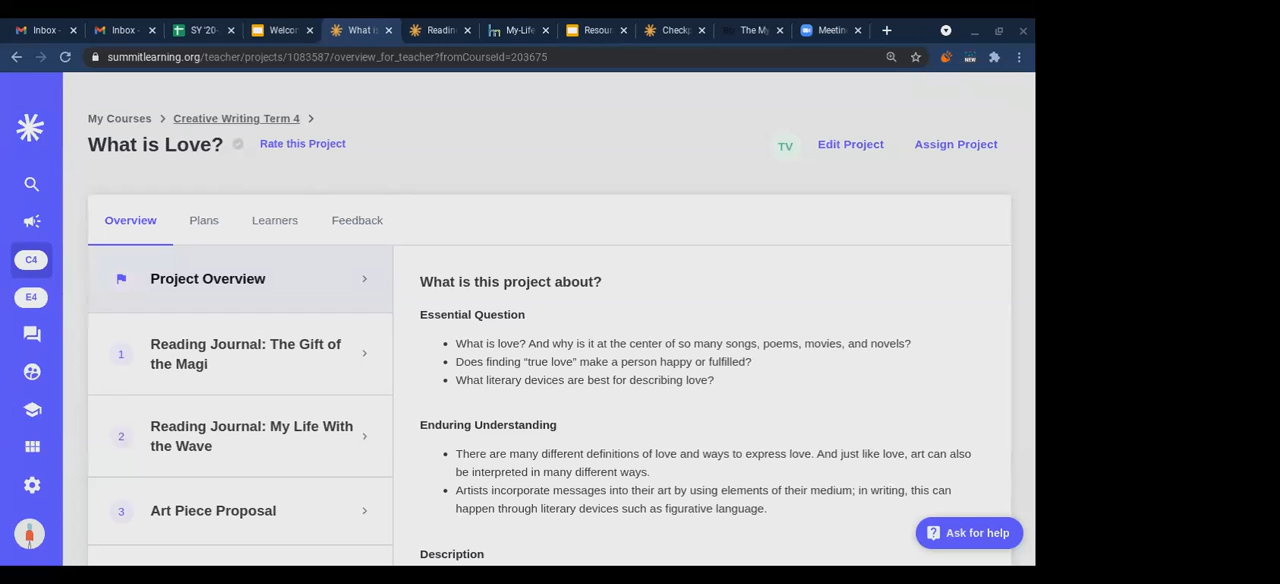 Inbox - Inbox - SY '20- Welcor What is Readin My-Life Resour Checkp The My Meetin
summitlearning.org/teacher/projects/1083587/overview_for_teacher?fromCourseId=203675
NEW
My Courses > Creative Writing Term 4 >
What is Love? Rate this Project
TV Edit Project Assign Project
Overview Plans Learners Feedback
C4
E4
Project Overview
1 Reading Journal: The Gift of
the Magi
2 Reading Journal: My Life With
the Wave
3 Art Piece Proposal
What is this project about?
Essential Question
• What is love? And why is it at the center of so many songs, poems, movies, and novels?
• Does finding “true love” make a person happy or fulfilled?
• What literary devices are best for describing love?
Enduring Understanding
• There are many different definitions of love and ways to express love. And just like love, art can also
be interpreted in many different ways.
• Artists incorporate messages into their art by using elements of their medium; in writing, this can
happen through literary devices such as figurative language.
Description
Ask for help